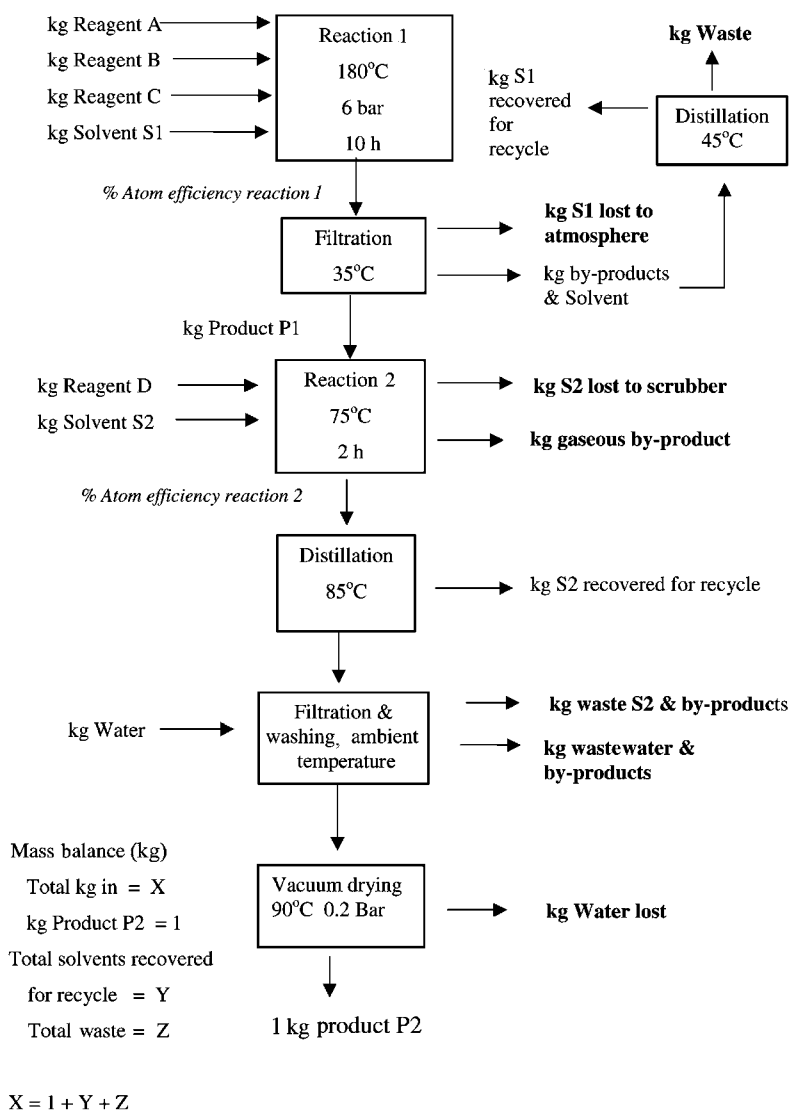 kg Reagent A
kg Reagent B
kg Reagent C
kg Solvent S1
Reaction 1
180°C
6 bar
10 h
kg Waste
kg S1
recovered
for
recycle
Distillation
45°C
% Atom efficiency reaction 1
Filtration
35°C
kg S1 lost to
atmosphere
kg by-products
& Solvent
kg Product P1
kg Reagent D
kg Solvent S2
Reaction 2
75°C
2 h
kg S2 lost to scrubber
kg gaseous by-product
% Atom efficiency reaction 2
Distillation
85°C
kg S2 recovered for recycle
kg Water
Filtration &
washing, ambient
temperature
kg waste S2 & by-products
kg wastewater &
by-products
Mass balance (kg)
Total kg in = X
kg Product P2 = 1
Total solvents recovered
for recycle = Y
Total waste = Z
Vacuum drying
90°C 0.2 Bar
kg Water lost
1 kg product P2
X = 1 + Y + Z